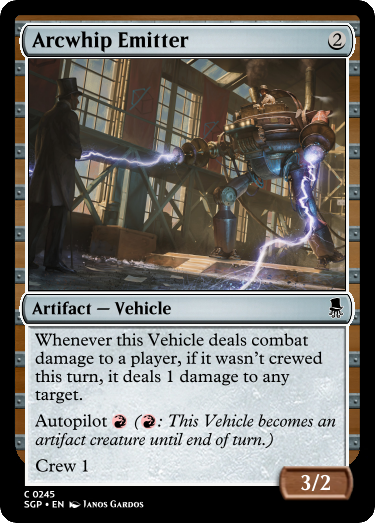 Arcwhip Emitter 2
Artifact — Vehicle
Whenever this Vehicle deals combat
damage to a player, if it wasn't crewed
this turn, it deals 1 damage to any
target.
Autopilot (: This Vehicle becomes an
artifact creature until end of turn.)
Crew 1
3/2
C 0245
SGP • EN Janos Gardos